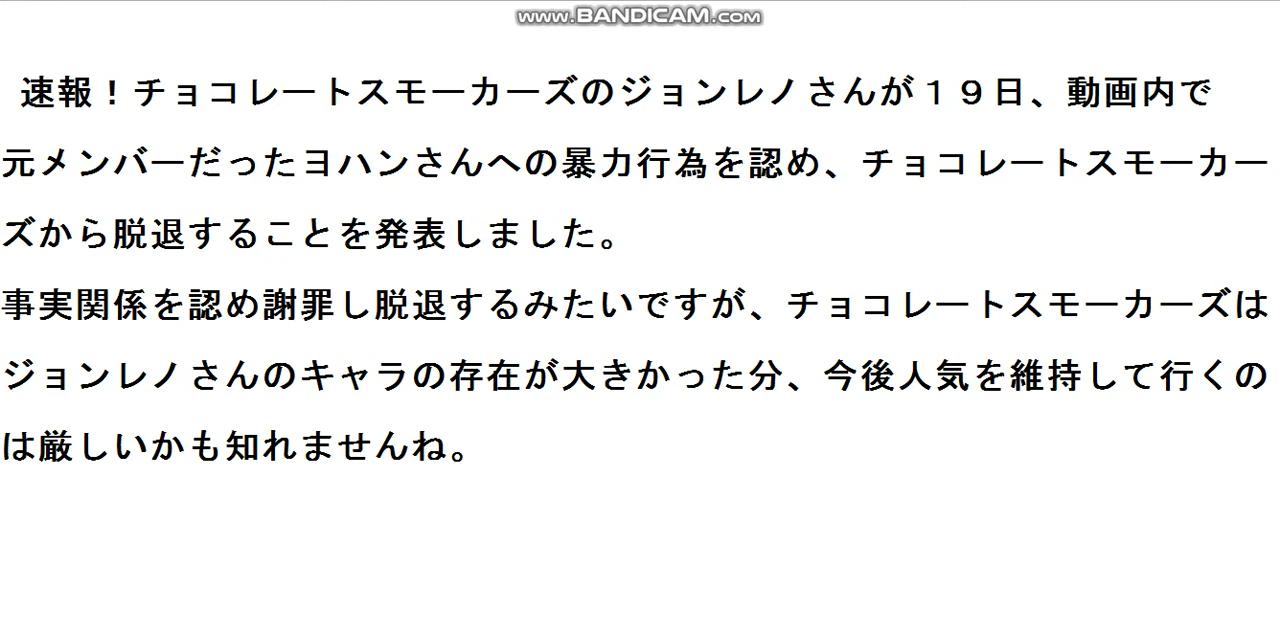 www.BANDICAM.com
速報！チョコレートスモーカーズのジョンレノさんが１９日、動画内で
元メンバーだったヨハンさんへの暴力行為を認め、チョコレートスモーカー
ズから脱退することを発表しました。
事実関係を認め謝罪し脱退するみたいですが、チョコレートスモーカーズは
ジョンレノさんのキャラの存在が大きかった分、今後人気を維持して行くの
は厳しいかも知れませんね。